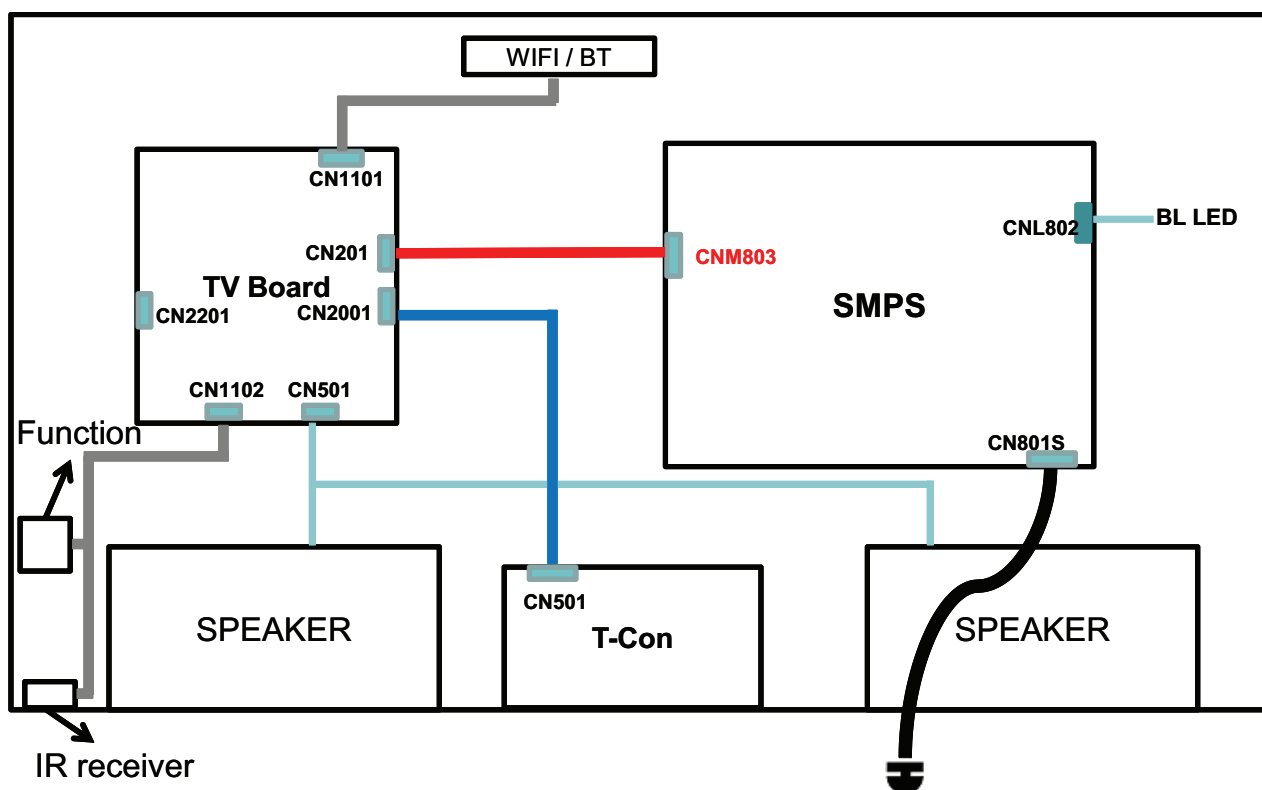 WIFI / BT
CN1101
CN201
TV Board
CN2201
CN2001
CN1102
CN501
CNM803
CNL802
BL LED
SMPS
CN801S
Function
SPEAKER
CN501
T-Con
SPEAKER
IR receiver